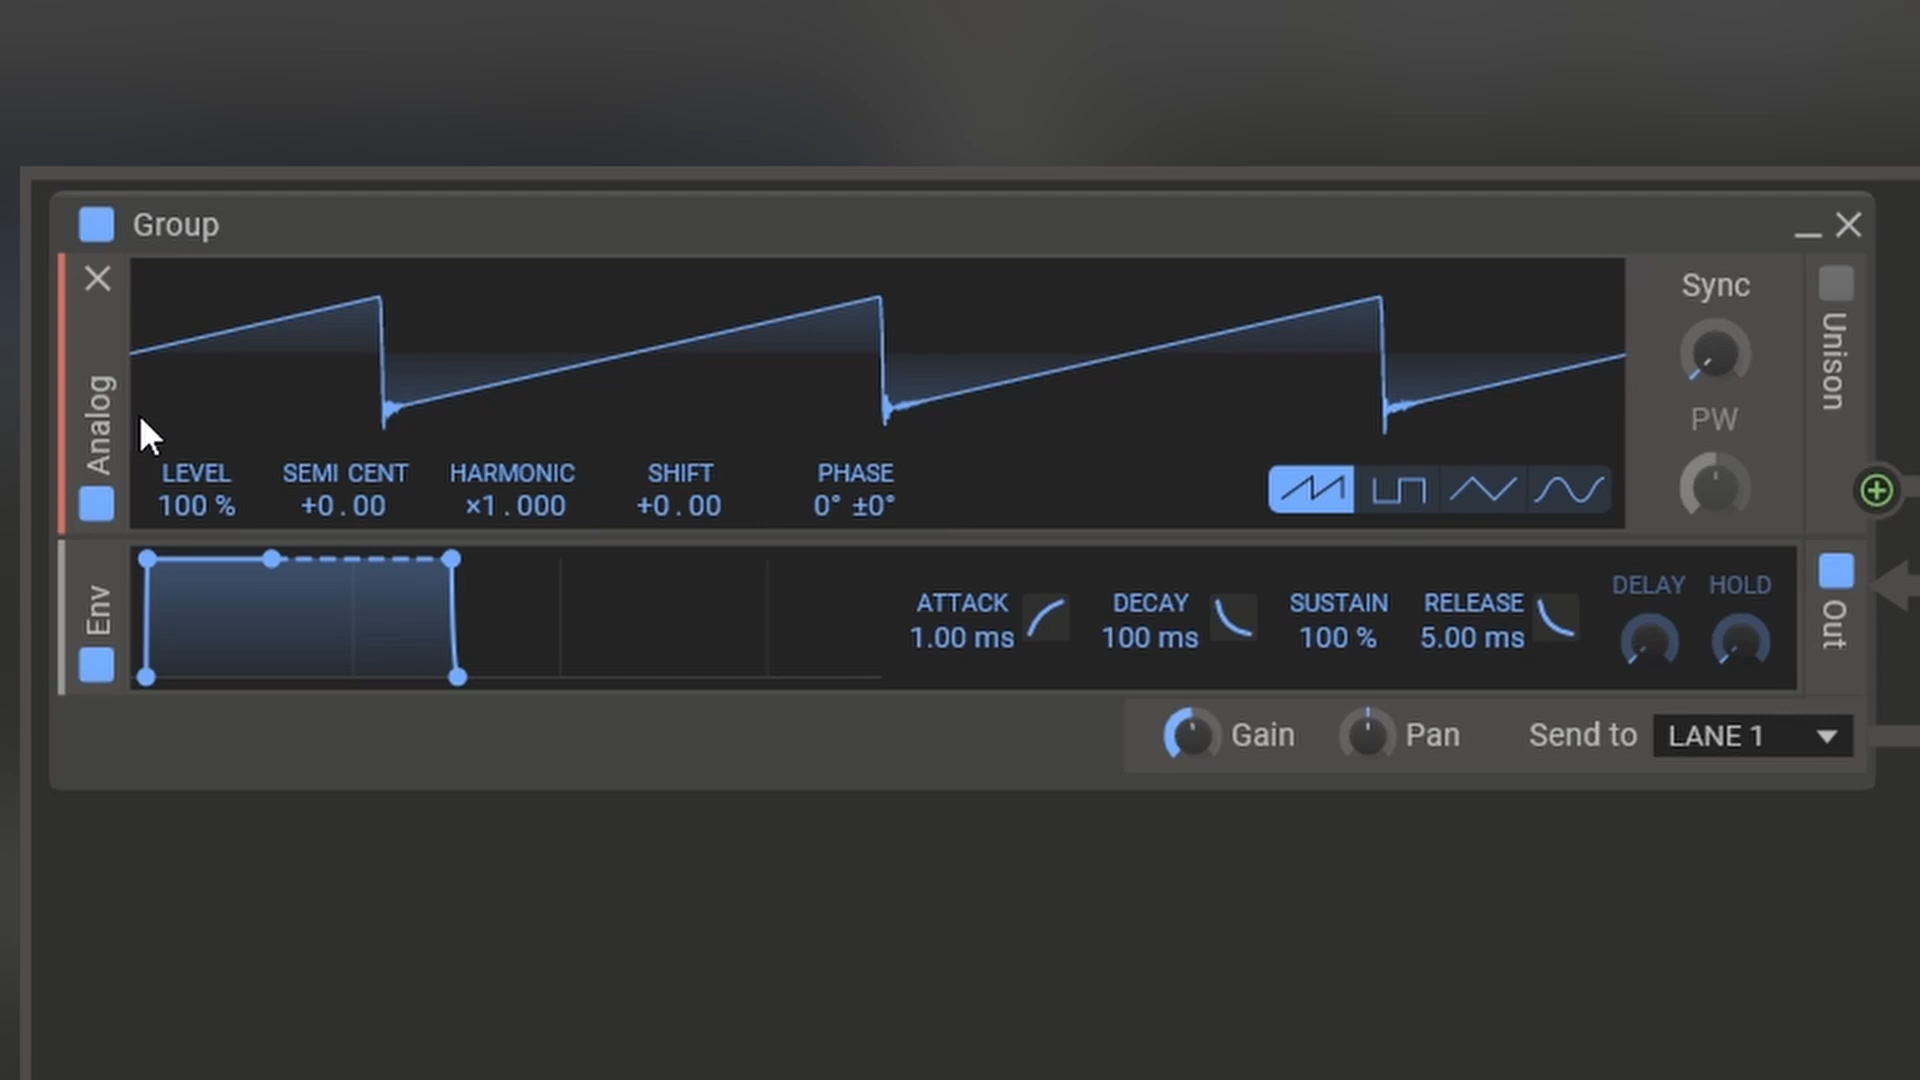 Group
Analog
LEVEL
100 %
SEMI CENT
+0.00
HARMONIC
×1.000
SHIFT
+0.00
PHASE
0° ±0°
Sync
PW
Unison
Env
ATTACK
1.00 ms
DECAY
100 ms
SUSTAIN
100 %
RELEASE
5.00 ms
DELAY
HOLD
Out
Gain
Pan
Send to
LANE 1